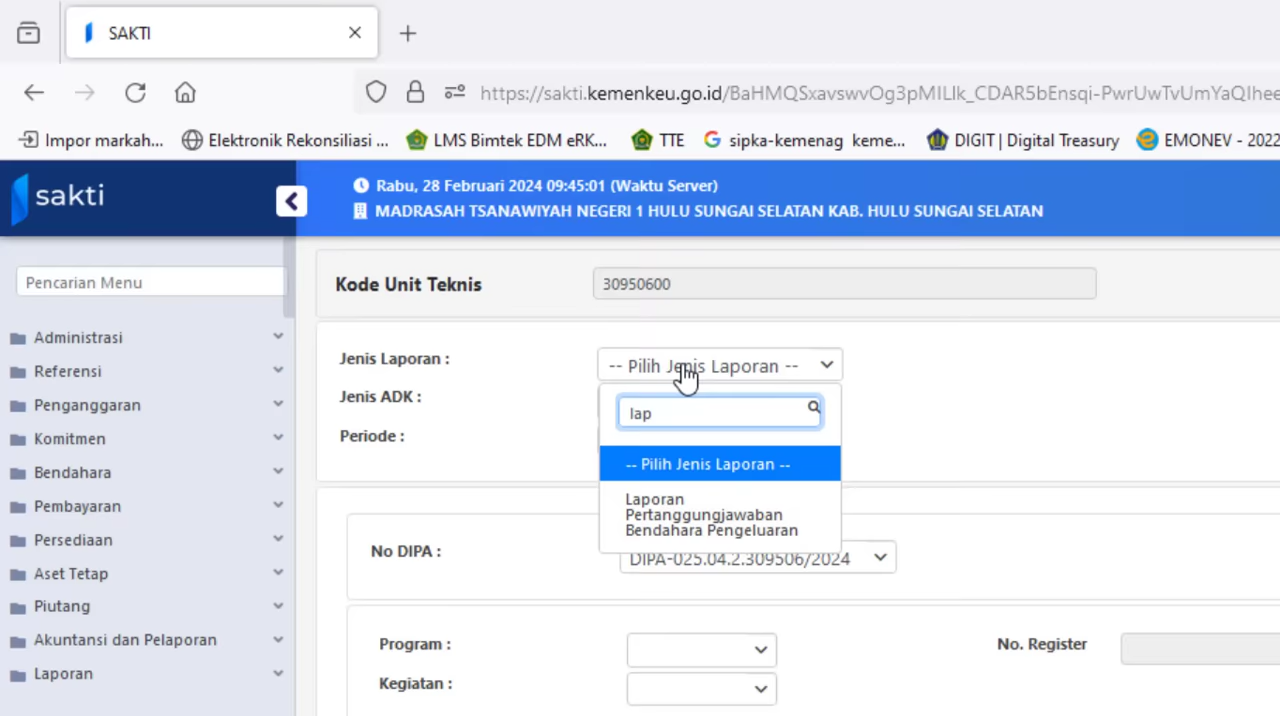 SAKTI
https://sakti.kemenkeu.go.id/
Impor markah...
Elektronik Rekonsiliasi ...
LMS Bimtek EDM eRK...
TTE
sipka-kemenag keme...
DIGIT | Digital Treasury
EMONEV - 2022
sakti
Rabu, 28 Februari 2024 09:45:01 (Waktu Server)
MADRASAH TSANAWIYAH NEGERI 1 HULU SUNGAI SELATAN KAB. HULU SUNGAI SELATAN
Pencarian Menu
Administrasi
Referensi
Penganggaran
Komitmen
Bendahara
Pembayaran
Persediaan
Aset Tetap
Piutang
Akuntansi dan Pelaporan
Laporan
Kode Unit Teknis
30950600
Jenis Laporan :
-- Pilih Jenis Laporan --
Jenis ADK :
lap
Periode :
-- Pilih Jenis Laporan --
Laporan
Pertanggungjawaban
Bendahara Pengeluaran
No DIPA :
DIPA-025.04.2.309506/2024
Program :
No. Register
Kegiatan :